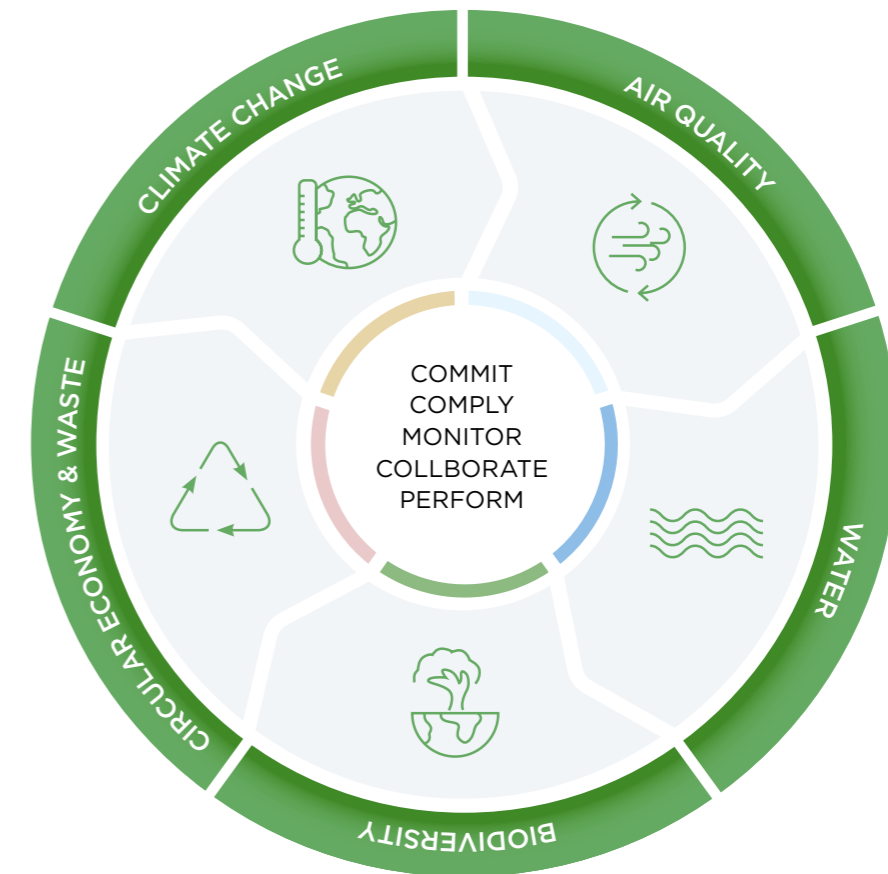 CLIMATE CHANGE
AIR QUALITY
WATER
BIODIVERSITY
CIRCULAR ECONOMY & WASTE
COMMIT
COMPLY
MONITOR
COLLBORATE
PERFORM